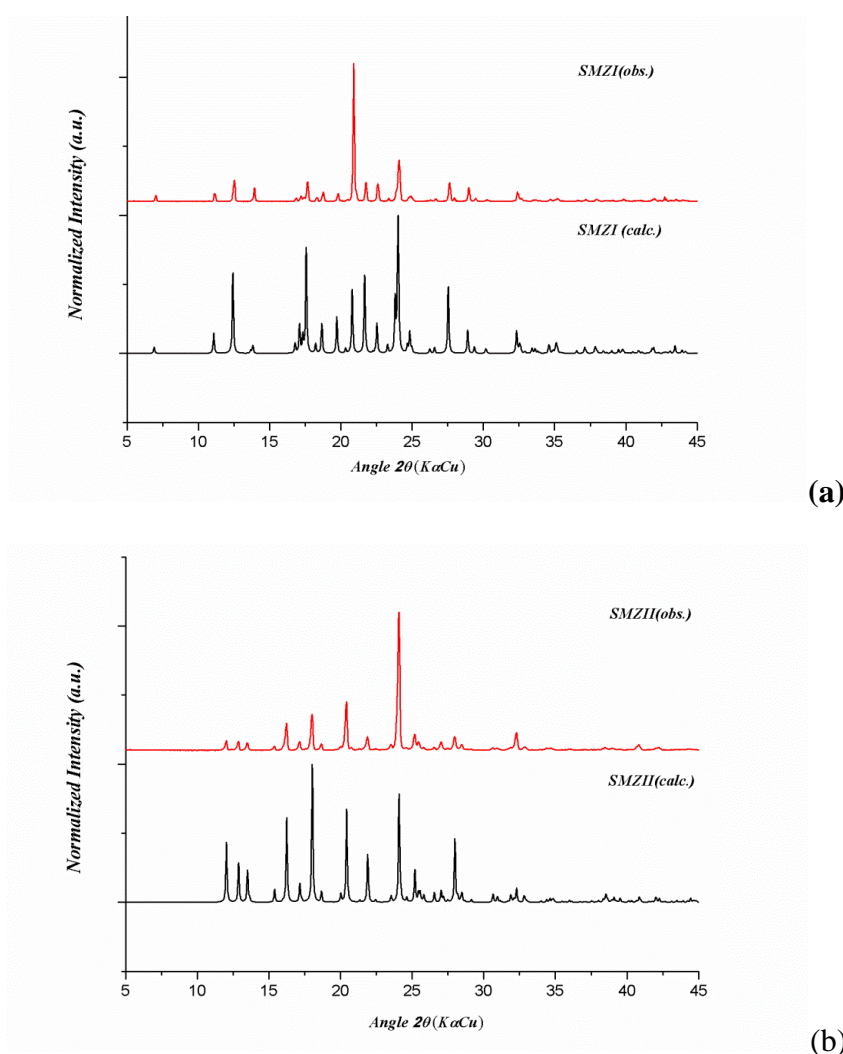 SMZI(obs.)
SMZI (calc.)
Normalized Intensity (a.u.)
5 10 15 20 25 30 35 40 45
Angle 2θ(KαCu)
(a)
SMZII(obs.)
SMZII(calc.)
Normalized Intensity (a.u.)
5 10 15 20 25 30 35 40 45
Angle 2θ(KαCu)
(b)